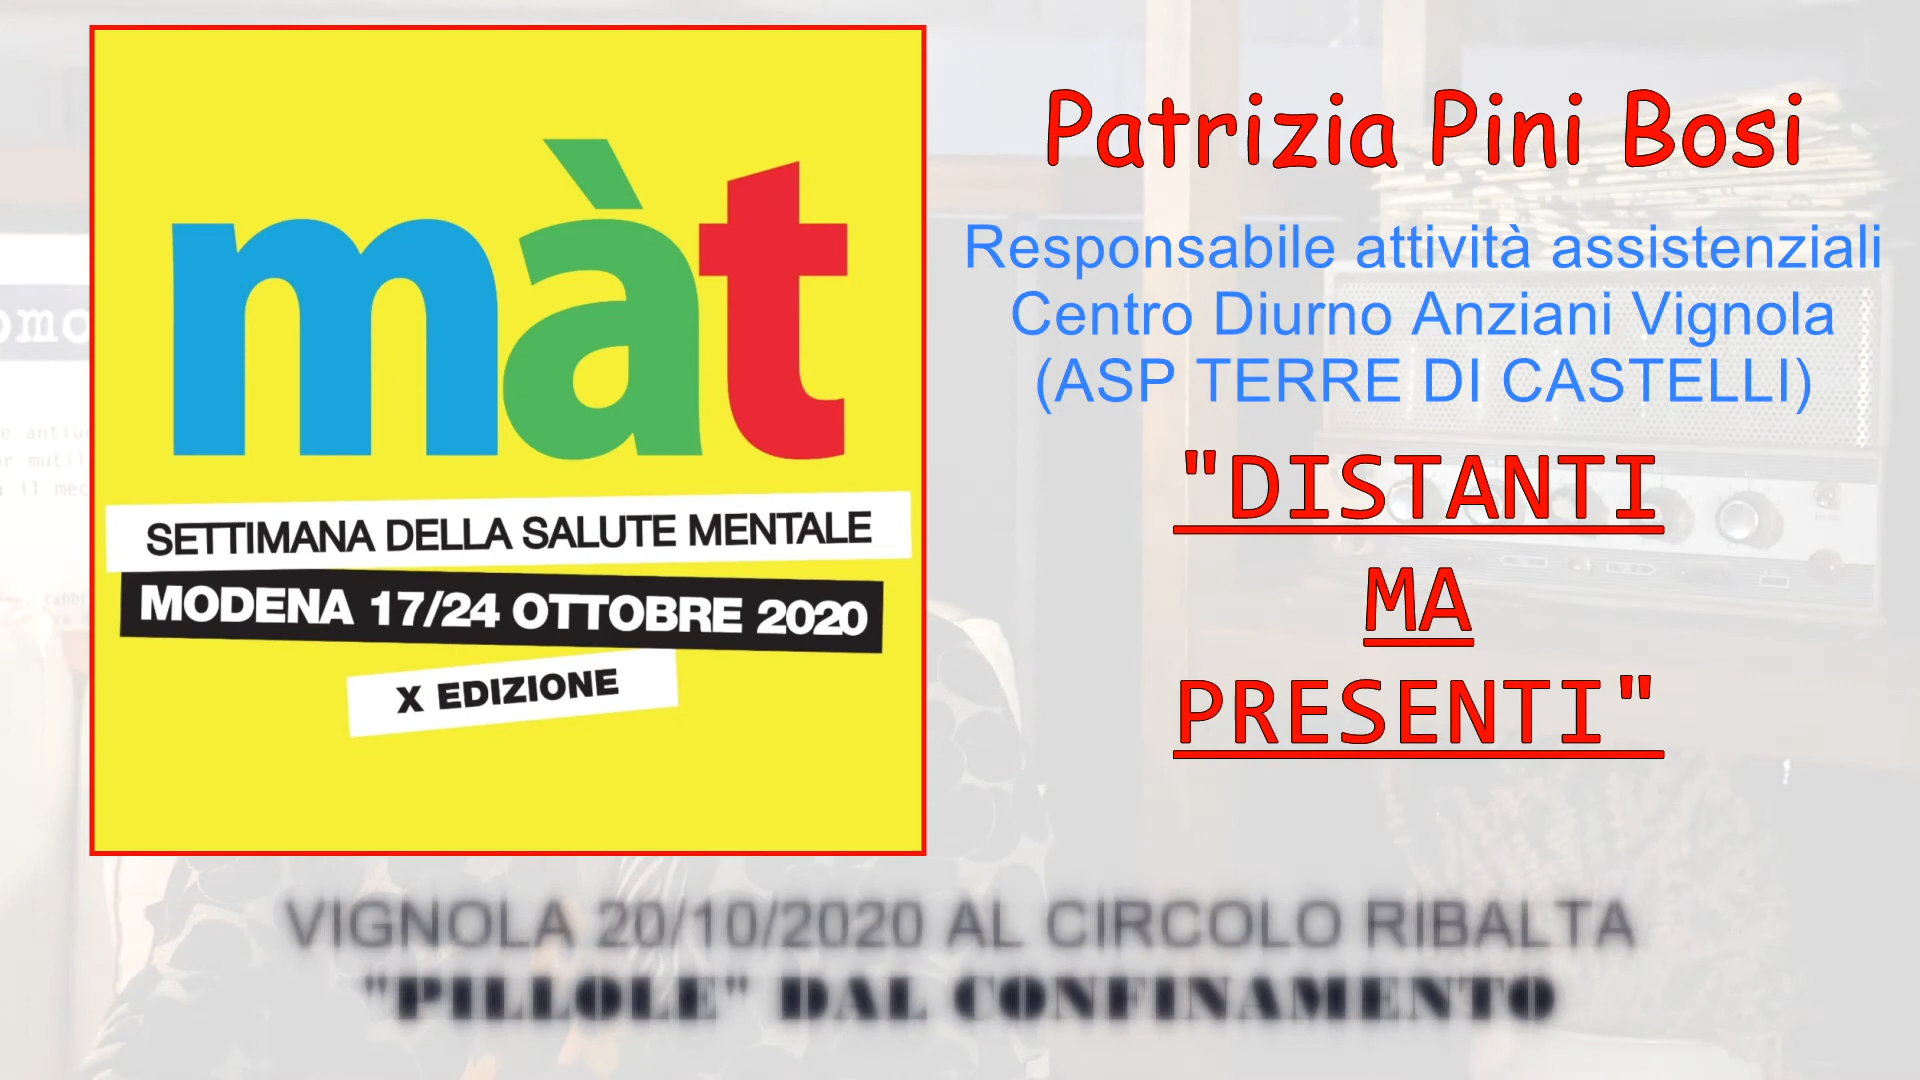 màt
SETTIMANA DELLA SALUTE MENTALE
MODENA 17/24 OTTOBRE 2020
X EDIZIONE
Patrizia Pini Bosi
Responsabile attività assistenziali
Centro Diurno Anziani Vignola
(ASP TERRE DI CASTELLI)
"DISTANTI
MA
PRESENTI"
VIGNOLA 20/10/2020 AL CIRCOLO RIBALTA
"PILLOLE" DAL CONFINAMENTO